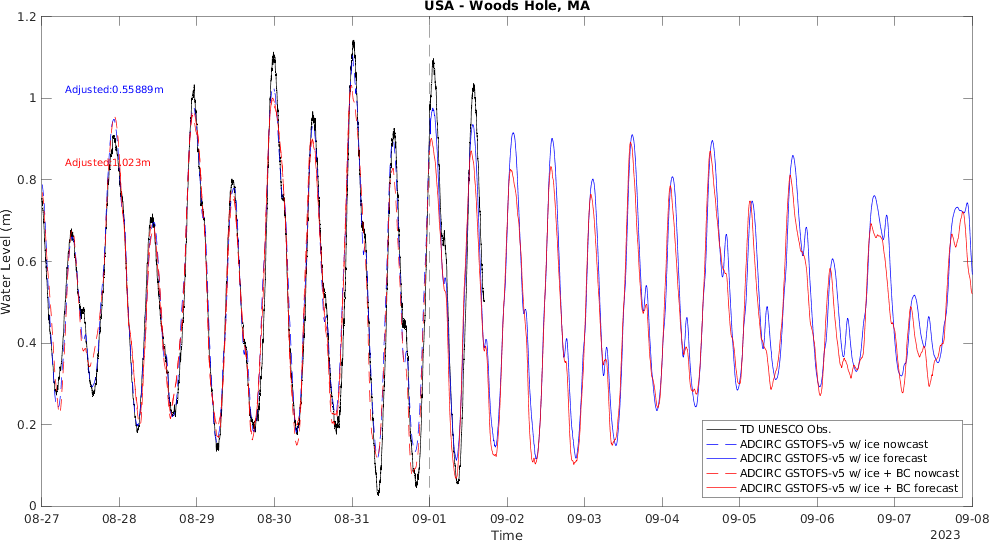 USA - Woods Hole, MA
1.2
1
0.8
0.6
0.4
0.2
0
Water Level (m)
Adjusted:0.55889m
Adjusted:1.023m
TD UNESCO Obs.
ADCIRC GSTOFS-v5 w/ ice nowcast
ADCIRC GSTOFS-v5 w/ ice forecast
ADCIRC GSTOFS-v5 w/ ice + BC nowcast
ADCIRC GSTOFS-v5 w/ ice + BC forecast
08-27 08-28 08-29 08-30 08-31 09-01 09-02 09-03 09-04 09-05 09-06 09-07 09-08
Time
2023